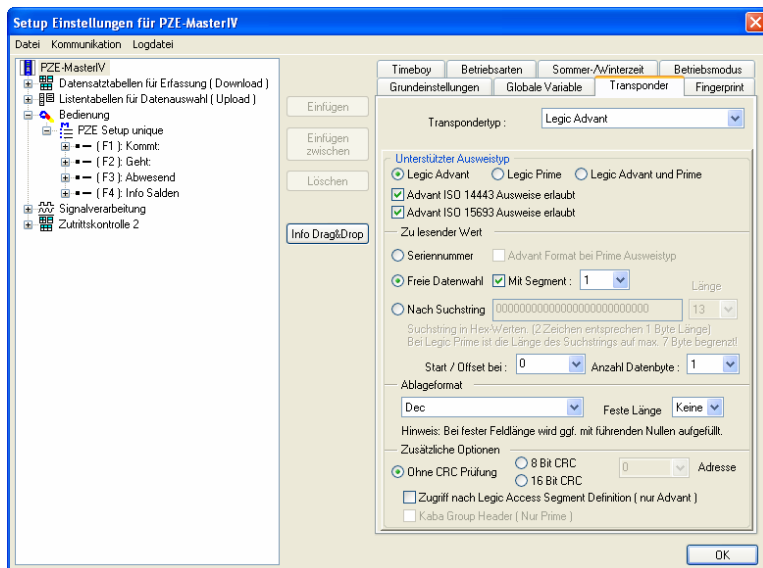 Setup Einstellungen für PZE-MasterIV
Datei Kommunikation Logdatei
PZE-MasterIV
Datensatztabellen für Erfassung ( Download )
Listentabellen für Datenauswahl ( Upload )
Bedienung
PZE Setup unique
( F1 ): Kommt:
( F2 ): Geht:
( F3 ): Abwesend
( F4 ): Info Salden
Signalverarbeitung
Zutrittskontrolle 2
Einfügen
Einfügen
zwischen
Löschen
Info Drag&Drop
Timeboy Betriebsarten Sommer-/Winterzeit Betriebsmodus
Grundeinstellungen Globale Variable Transponder Fingerprint
Transpondertyp : Legic Advant
Unterstützter Ausweistyp
Legic Advant Legic Prime Legic Advant und Prime
Advant ISO 14443 Ausweise erlaubt
Advant ISO 15693 Ausweise erlaubt
Zu lesender Wert
Seriennummer Advant Format bei Prime Ausweistyp
Freie Datenwahl Mit Segment : 1 Länge
Nach Suchstring 00000000000000000000000000 13
Suchstring in Hex-Werten. (2 Zeichen entsprechen 1 Byte Länge)
Bei Legic Prime ist die Länge des Suchstrings auf max. 7 Byte begrenzt!
Start / Offset bei : 0 Anzahl Datenbyte : 1
Ablageformat
Dec Feste Länge Keine
Hinweis: Bei fester Feldlänge wird ggf. mit führenden Nullen aufgefüllt.
Zusätzliche Optionen
Ohne CRC Prüfung 8 Bit CRC 0 Adresse
16 Bit CRC
Zugriff nach Legic Access Segment Definition ( nur Advant )
Kaba Group Header ( Nur Prime )
OK